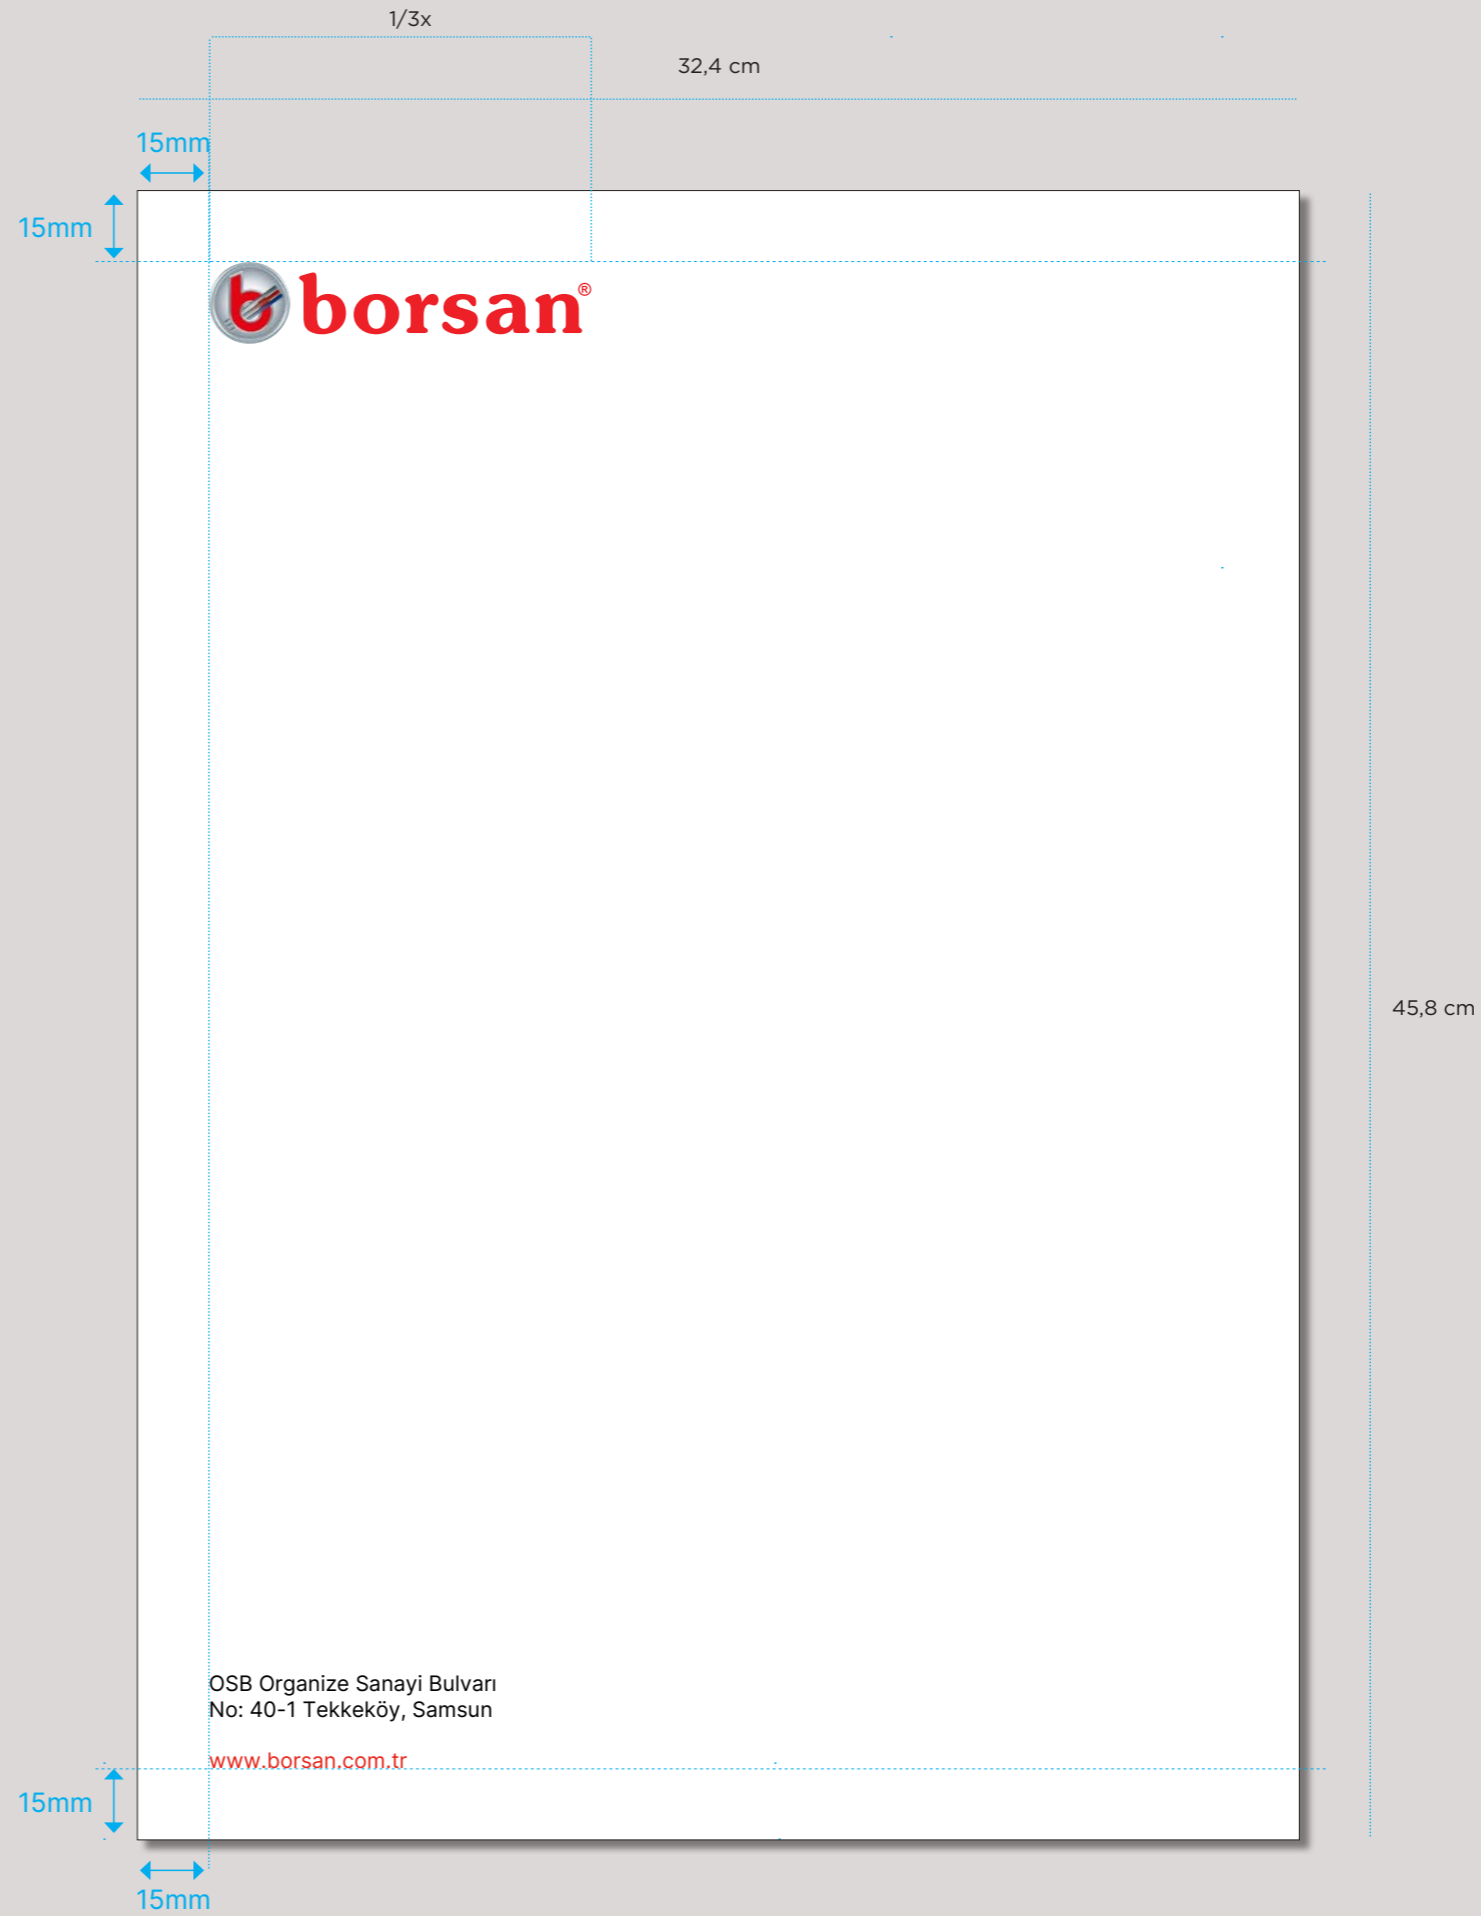 1/3x
32,4 cm
15mm
15mm
borsan®
45,8 cm
OSB Organize Sanayi Bulvarı
No: 40-1 Tekkeköy, Samsun
www.borsan.com.tr
15mm
15mm